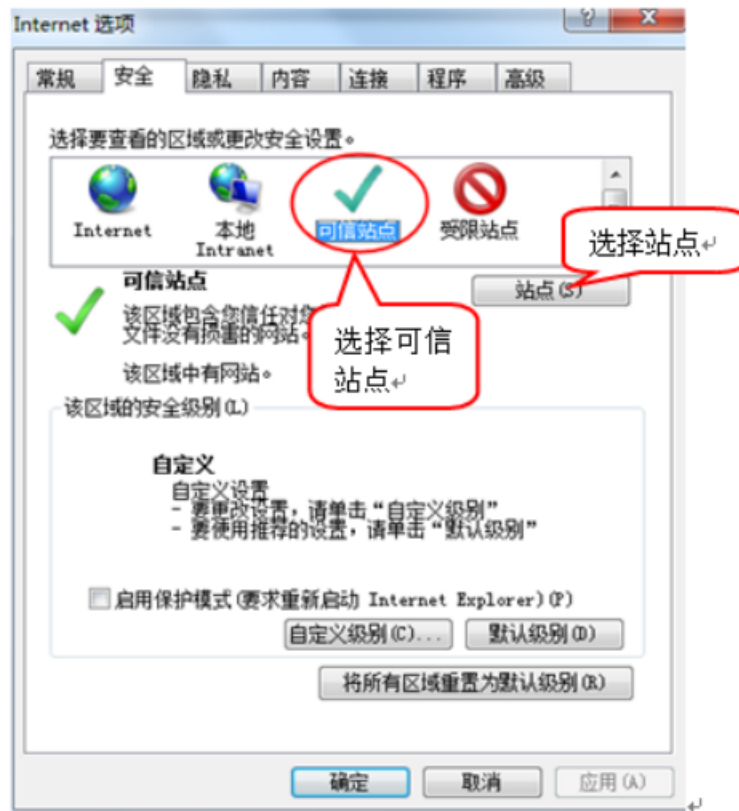 Internet 选项
常规 安全 隐私 内容 连接 程序 高级
选择要查看的区域或更改安全设置。
Internet
本地
Intranet
可信站点
受限站点
选择站点
可信站点
站点(S)
该区域包含您信任对您
文件没有损害的网站。
选择可信
站点
该区域中有网站。
该区域的安全级别(L)
自定义
自定义设置
- 要更改设置，请单击“自定义级别”
- 要使用推荐的设置，请单击“默认级别”
启用保护模式(要求重新启动 Internet Explorer)(P)
自定义级别(C)... 默认级别(D)
将所有区域重置为默认级别(R)
确定 取消 应用(A)